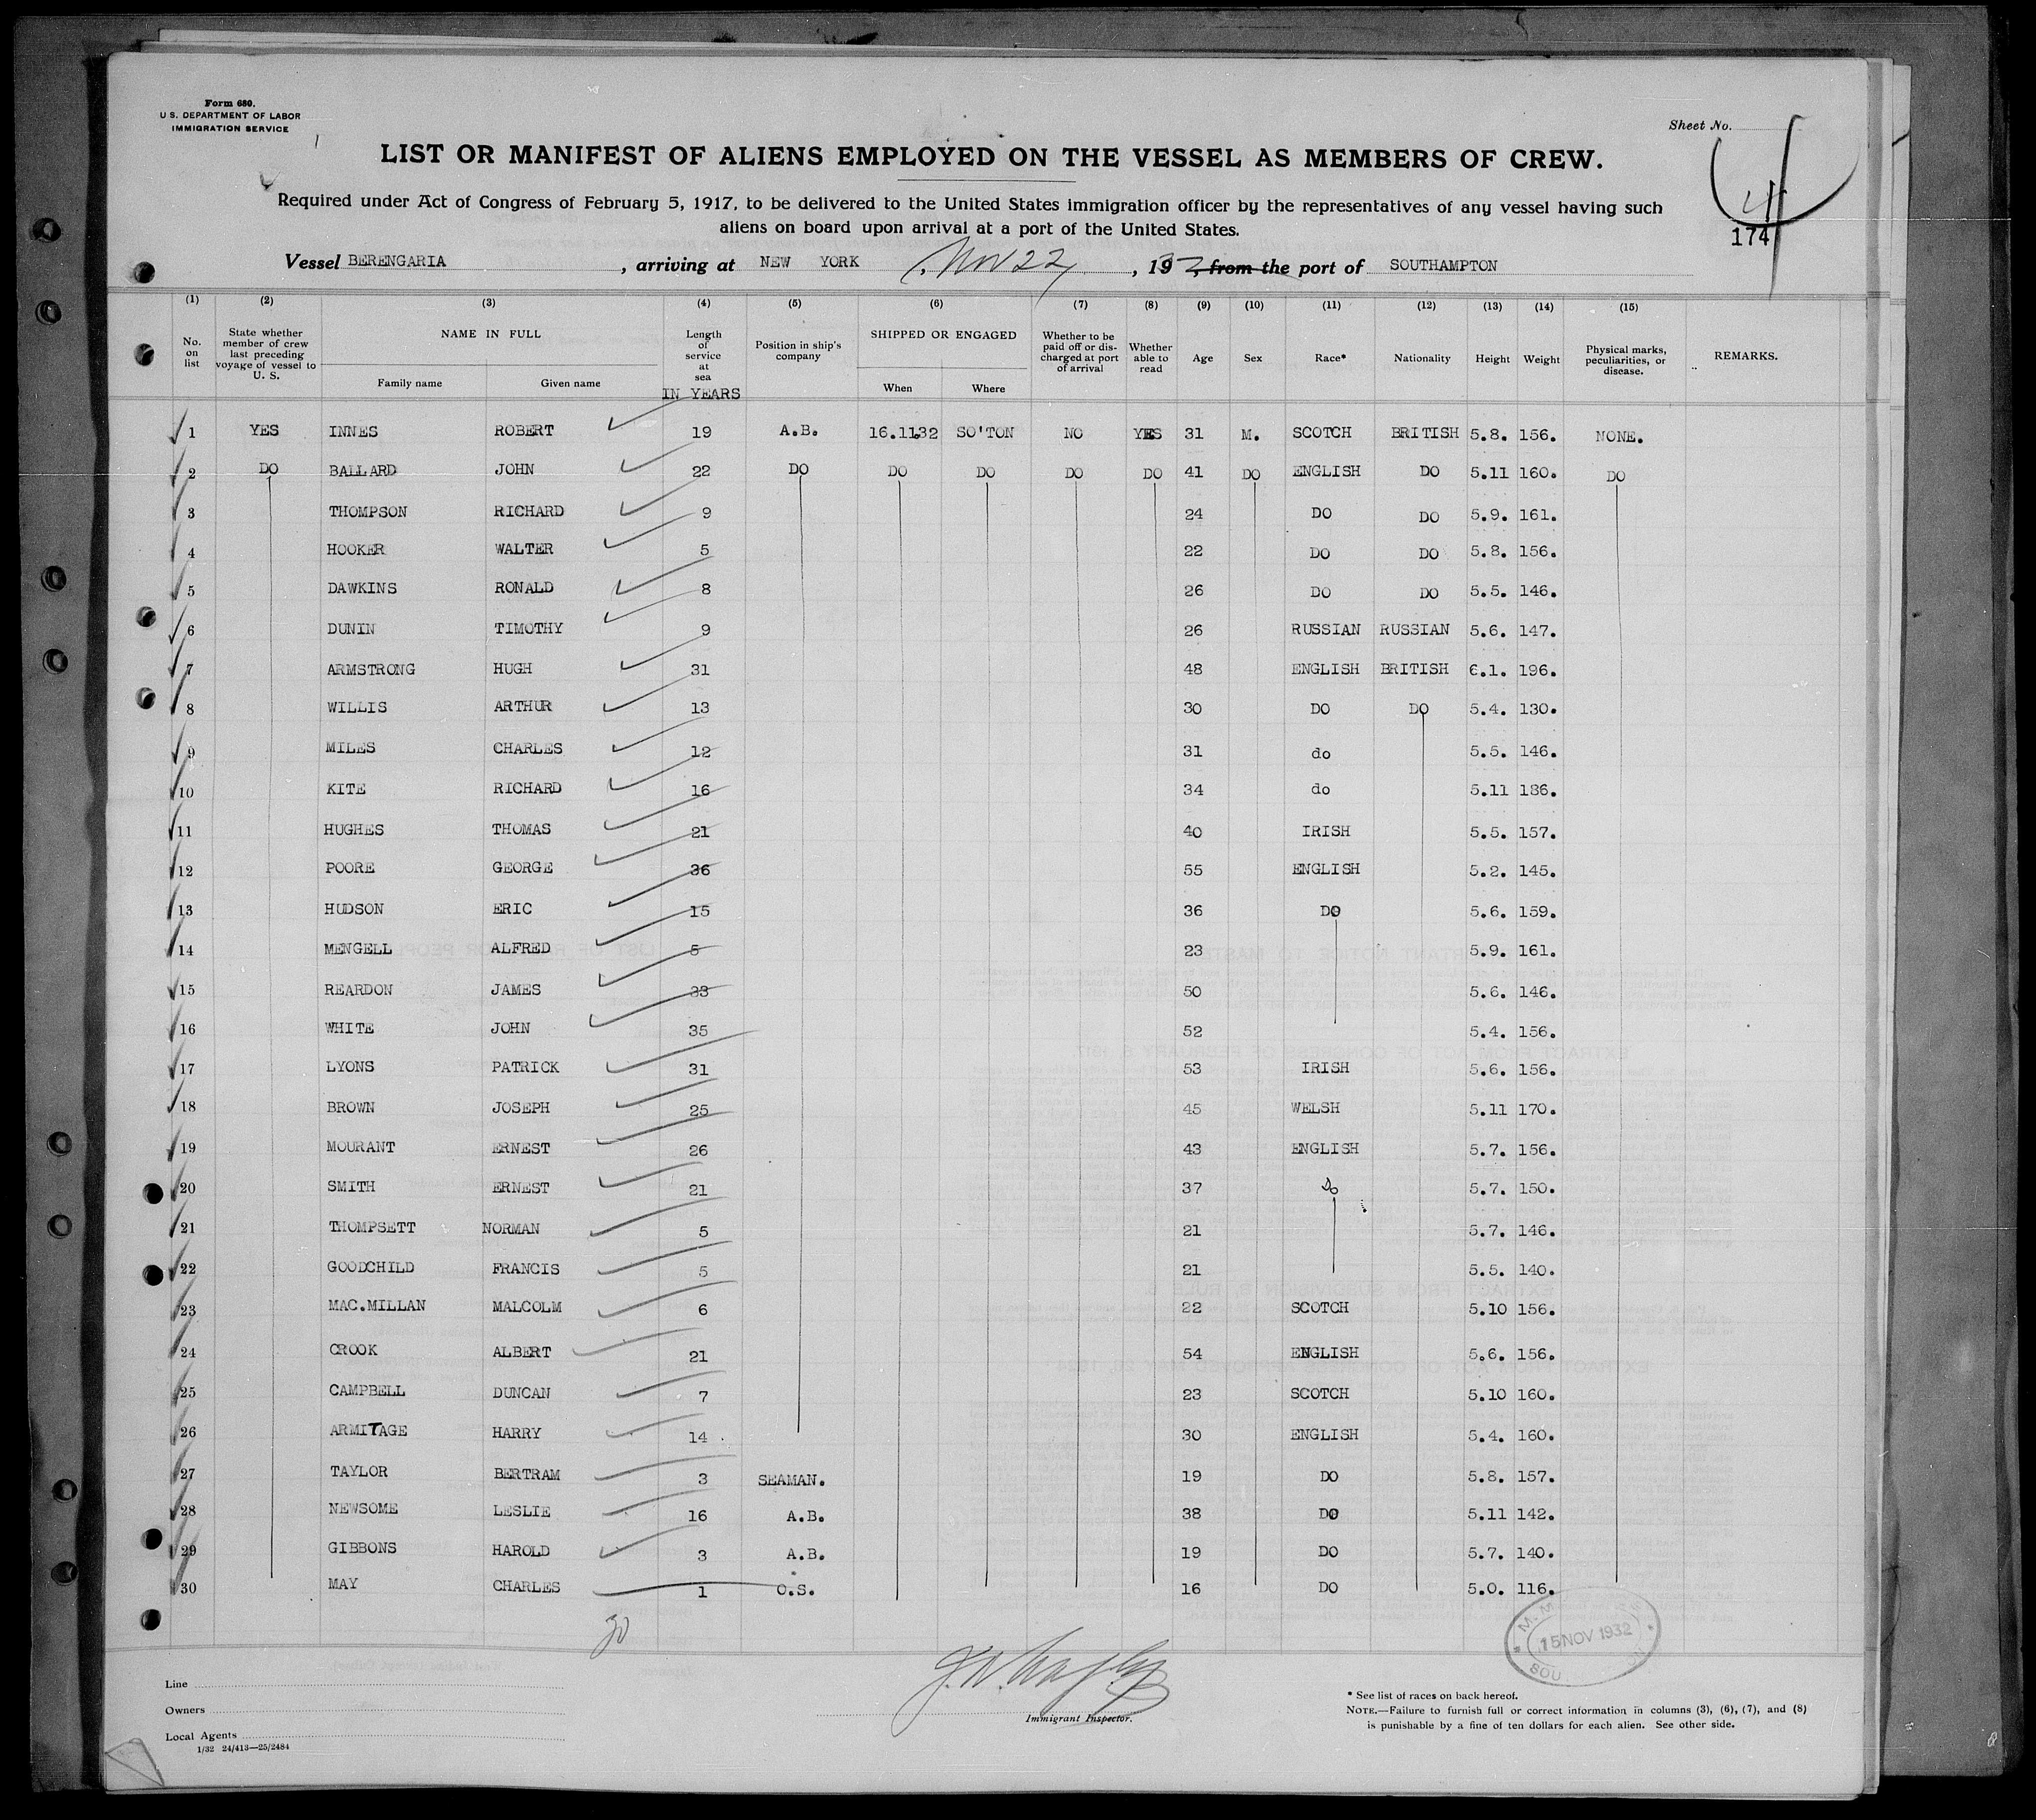 Form 680.
U S. DEPARTMENT OF LABOR
IMMIGRATION SERVICE
Sheet No.
LIST OR MANIFEST OF ALIENS EMPLOYED ON THE VESSEL AS MEMBERS OF CREW.
Required under Act of Congress of February 5, 1917, to be delivered to the United States immigration officer by the representatives of any vessel having such
aliens on board upon arrival at a port of the United States.
4
174
Vessel BERENGARIA , arriving at NEW YORK , Nov 22 , 1932, from the port of SOUTHAMPTON
(1) (2) (3) (4) (5) (6) (7) (8) (9) (10) (11) (12) (13) (14) (15)
No. on list State whether member of crew last preceding voyage of vessel to U. S. NAME IN FULL Family name Given name Length of service at sea IN YEARS Position in ship's company SHIPPED OR ENGAGED When Where Whether to be paid off or discharged at port of arrival Whether able to read Age Sex Race* Nationality Height Weight Physical marks, peculiarities, or disease. REMARKS.
1 YES INNES ROBERT 19 A.B. 16.11.32 SO'TON NO YES 31 M. SCOTCH BRITISH 5.8. 156. NONE.
2 DO BALLARD JOHN 22 DO DO DO DO DO 41 DO ENGLISH DO 5.11 160. DO
3 THOMPSON RICHARD 9 24 DO DO 5.9. 161.
4 HOOKER WALTER 5 22 DO DO 5.8. 156.
5 DAWKINS RONALD 8 26 DO DO 5.5. 146.
6 DUNIN TIMOTHY 9 26 RUSSIAN RUSSIAN 5.6. 147.
7 ARMSTRONG HUGH 31 48 ENGLISH BRITISH 6.1. 196.
8 WILLIS ARTHUR 13 30 DO DO 5.4. 130.
9 MILES CHARLES 12 31 do 5.5. 146.
10 KITE RICHARD 16 34 do 5.11 186.
11 HUGHES THOMAS 21 40 IRISH 5.5. 157.
12 POORE GEORGE 36 55 ENGLISH 5.2. 145.
13 HUDSON ERIC 15 36 DO 5.6. 159.
14 MENGELL ALFRED 5 23 5.9. 161.
15 REARDON JAMES 33 50 5.6. 146.
16 WHITE JOHN 35 52 5.4. 156.
17 LYONS PATRICK 31 53 IRISH 5.6. 156.
18 BROWN JOSEPH 25 45 WELSH 5.11 170.
19 MOURANT ERNEST 26 43 ENGLISH 5.7. 156.
20 SMITH ERNEST 21 37 Do 5.7. 150.
21 THOMPSETT NORMAN 5 21 5.7. 146.
22 GOODCHILD FRANCIS 5 21 5.5. 140.
23 MAC.MILLAN MALCOLM 6 22 SCOTCH 5.10 156.
24 CROOK ALBERT 21 54 ENGLISH 5.6. 156.
25 CAMPBELL DUNCAN 7 23 SCOTCH 5.10 160.
26 ARMITAGE HARRY 14 30 ENGLISH 5.4. 160.
27 TAYLOR BERTRAM 3 SEAMAN. 19 DO 5.8. 157.
28 NEWSOME LESLIE 16 A.B. 38 DO 5.11 142.
29 GIBBONS HAROLD 3 A.B. 19 DO 5.7. 140.
30 MAY CHARLES 1 O.S. 16 DO 5.0. 116.
30
15 NOV 1932
Line
Owners
Local Agents
1/32 24/413—25/2484
Immigrant Inspector.
* See list of races on back hereof.
NOTE.—Failure to furnish full or correct information in columns (3), (6), (7), and (8)
is punishable by a fine of ten dollars for each alien. See other side.